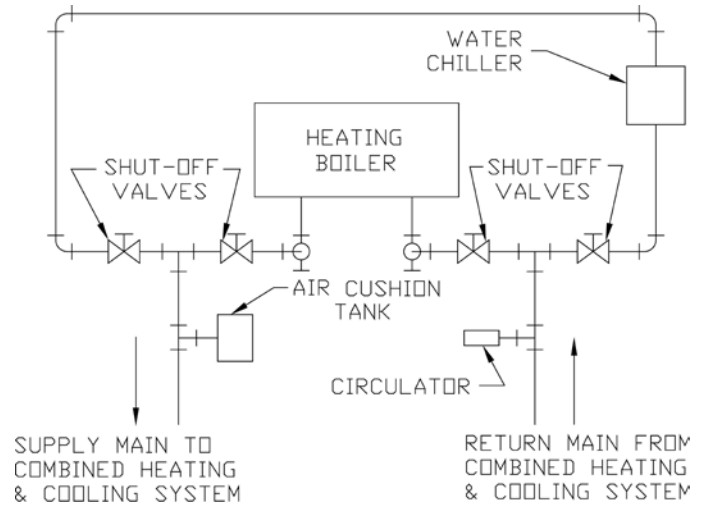 WATER
CHILLER
HEATING
BOILER
SHUT-OFF
VALVES
SHUT-OFF
VALVES
AIR CUSHION
TANK
CIRCULATOR
SUPPLY MAIN TO
COMBINED HEATING
& COOLING SYSTEM
RETURN MAIN FROM
COMBINED HEATING
& COOLING SYSTEM